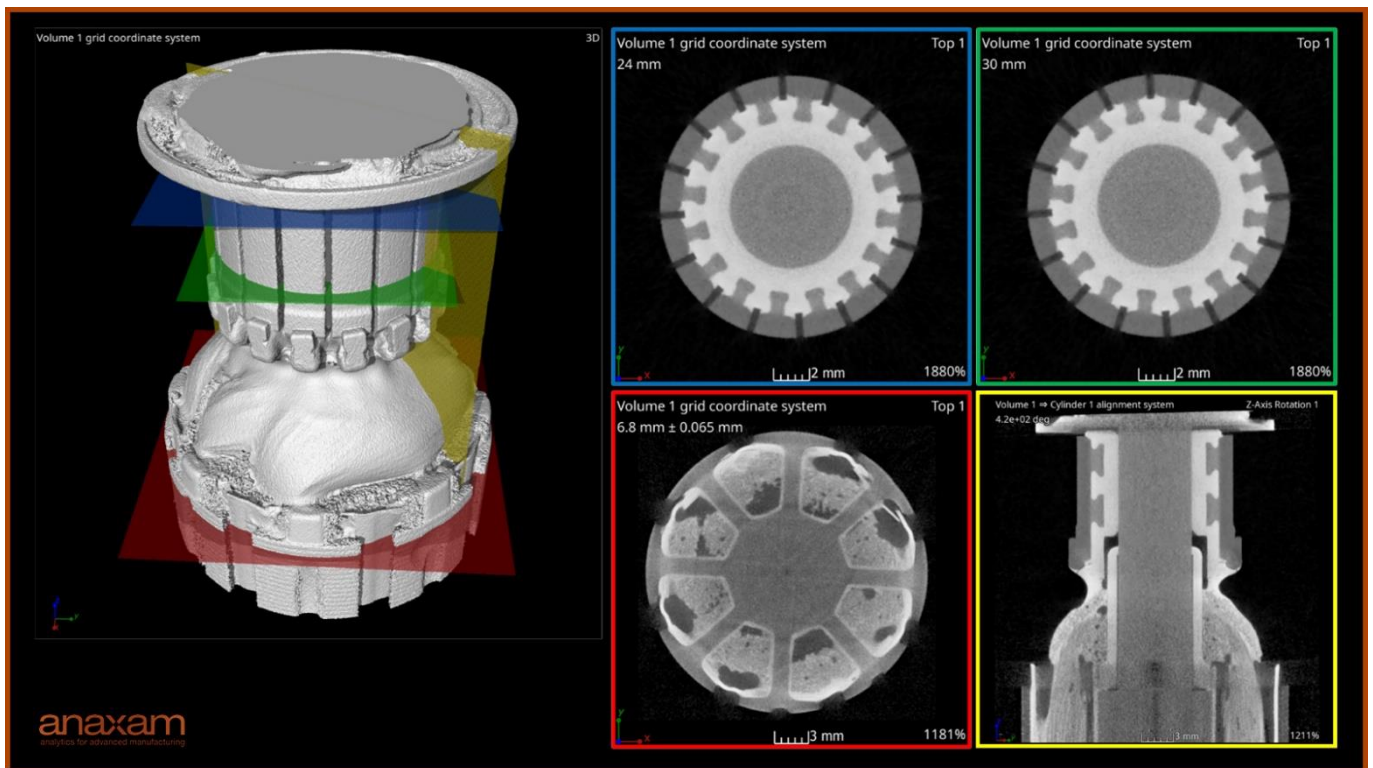 Volume 1 grid coordinate system
3D
Volume 1 grid coordinate system
Top 1
24 mm
2 mm
1880%
Volume 1 grid coordinate system
Top 1
30 mm
2 mm
1880%
Volume 1 grid coordinate system
Top 1
6.8 mm ± 0.065 mm
3 mm
1181%
Volume 1 ⇒ Cylinder 1 alignment system
Z-Axis Rotation 1
4.2e+02 deg
3 mm
1211%
anaxam
analytics for advanced manufacturing